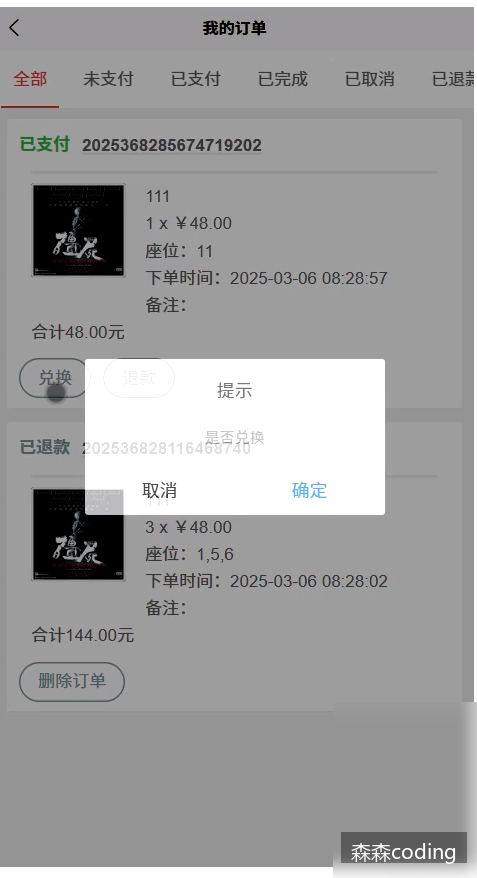 我的订单
全部 未支付 已支付 已完成 已取消 已退款
已支付 2025368285674719202
111
1 x ￥48.00
座位：11
下单时间：2025-03-06 08:28:57
备注：
僵屍
合计48.00元
兑换 退款
提示
是否兑换
取消 确定
已退款 202536828116468740
111
3 x ￥48.00
座位：1,5,6
下单时间：2025-03-06 08:28:02
备注：
僵屍
合计144.00元
删除订单
森森coding